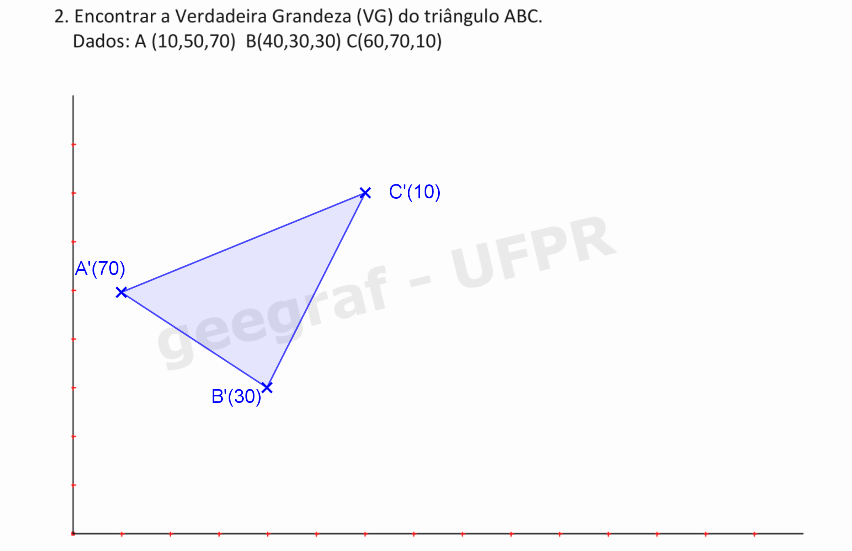 2. Encontrar a Verdadeira Grandeza (VG) do triângulo ABC.
Dados: A (10,50,70)  B(40,30,30) C(60,70,10)
C'(10)
A'(70)
geegraf - UFPR
B'(30)